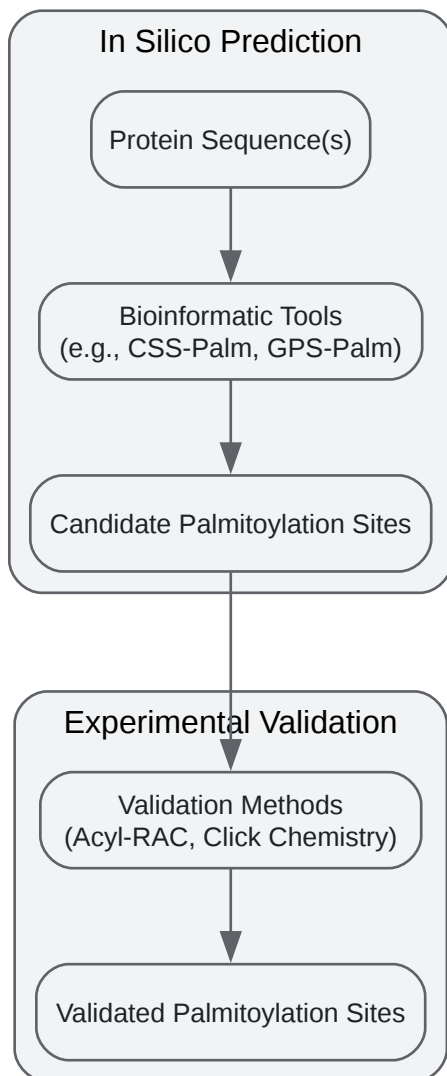 In Silico Prediction
Protein Sequence(s)
Bioinformatic Tools
(e.g., CSS-Palm, GPS-Palm)
Candidate Palmitoylation Sites
Experimental Validation
Validation Methods
(Acyl-RAC, Click Chemistry)
Validated Palmitoylation Sites